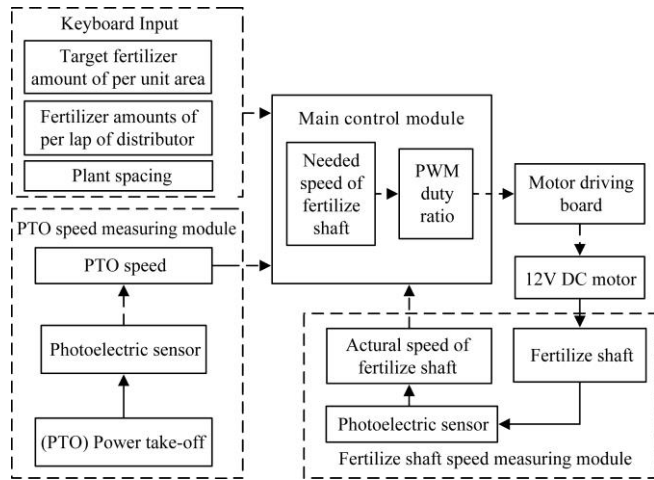 Keyboard Input
Target fertilizer
amount of per unit area
Fertilizer amounts of
per lap of distributor
Plant spacing
PTO speed measuring module
PTO speed
Photoelectric sensor
(PTO) Power take-off
Main control module
Needed
speed of
fertilize
shaft
PWM
duty
ratio
Motor driving
board
12V DC motor
Fertilize shaft
Actural speed of
fertilize shaft
Photoelectric sensor
Fertilize shaft speed measuring module